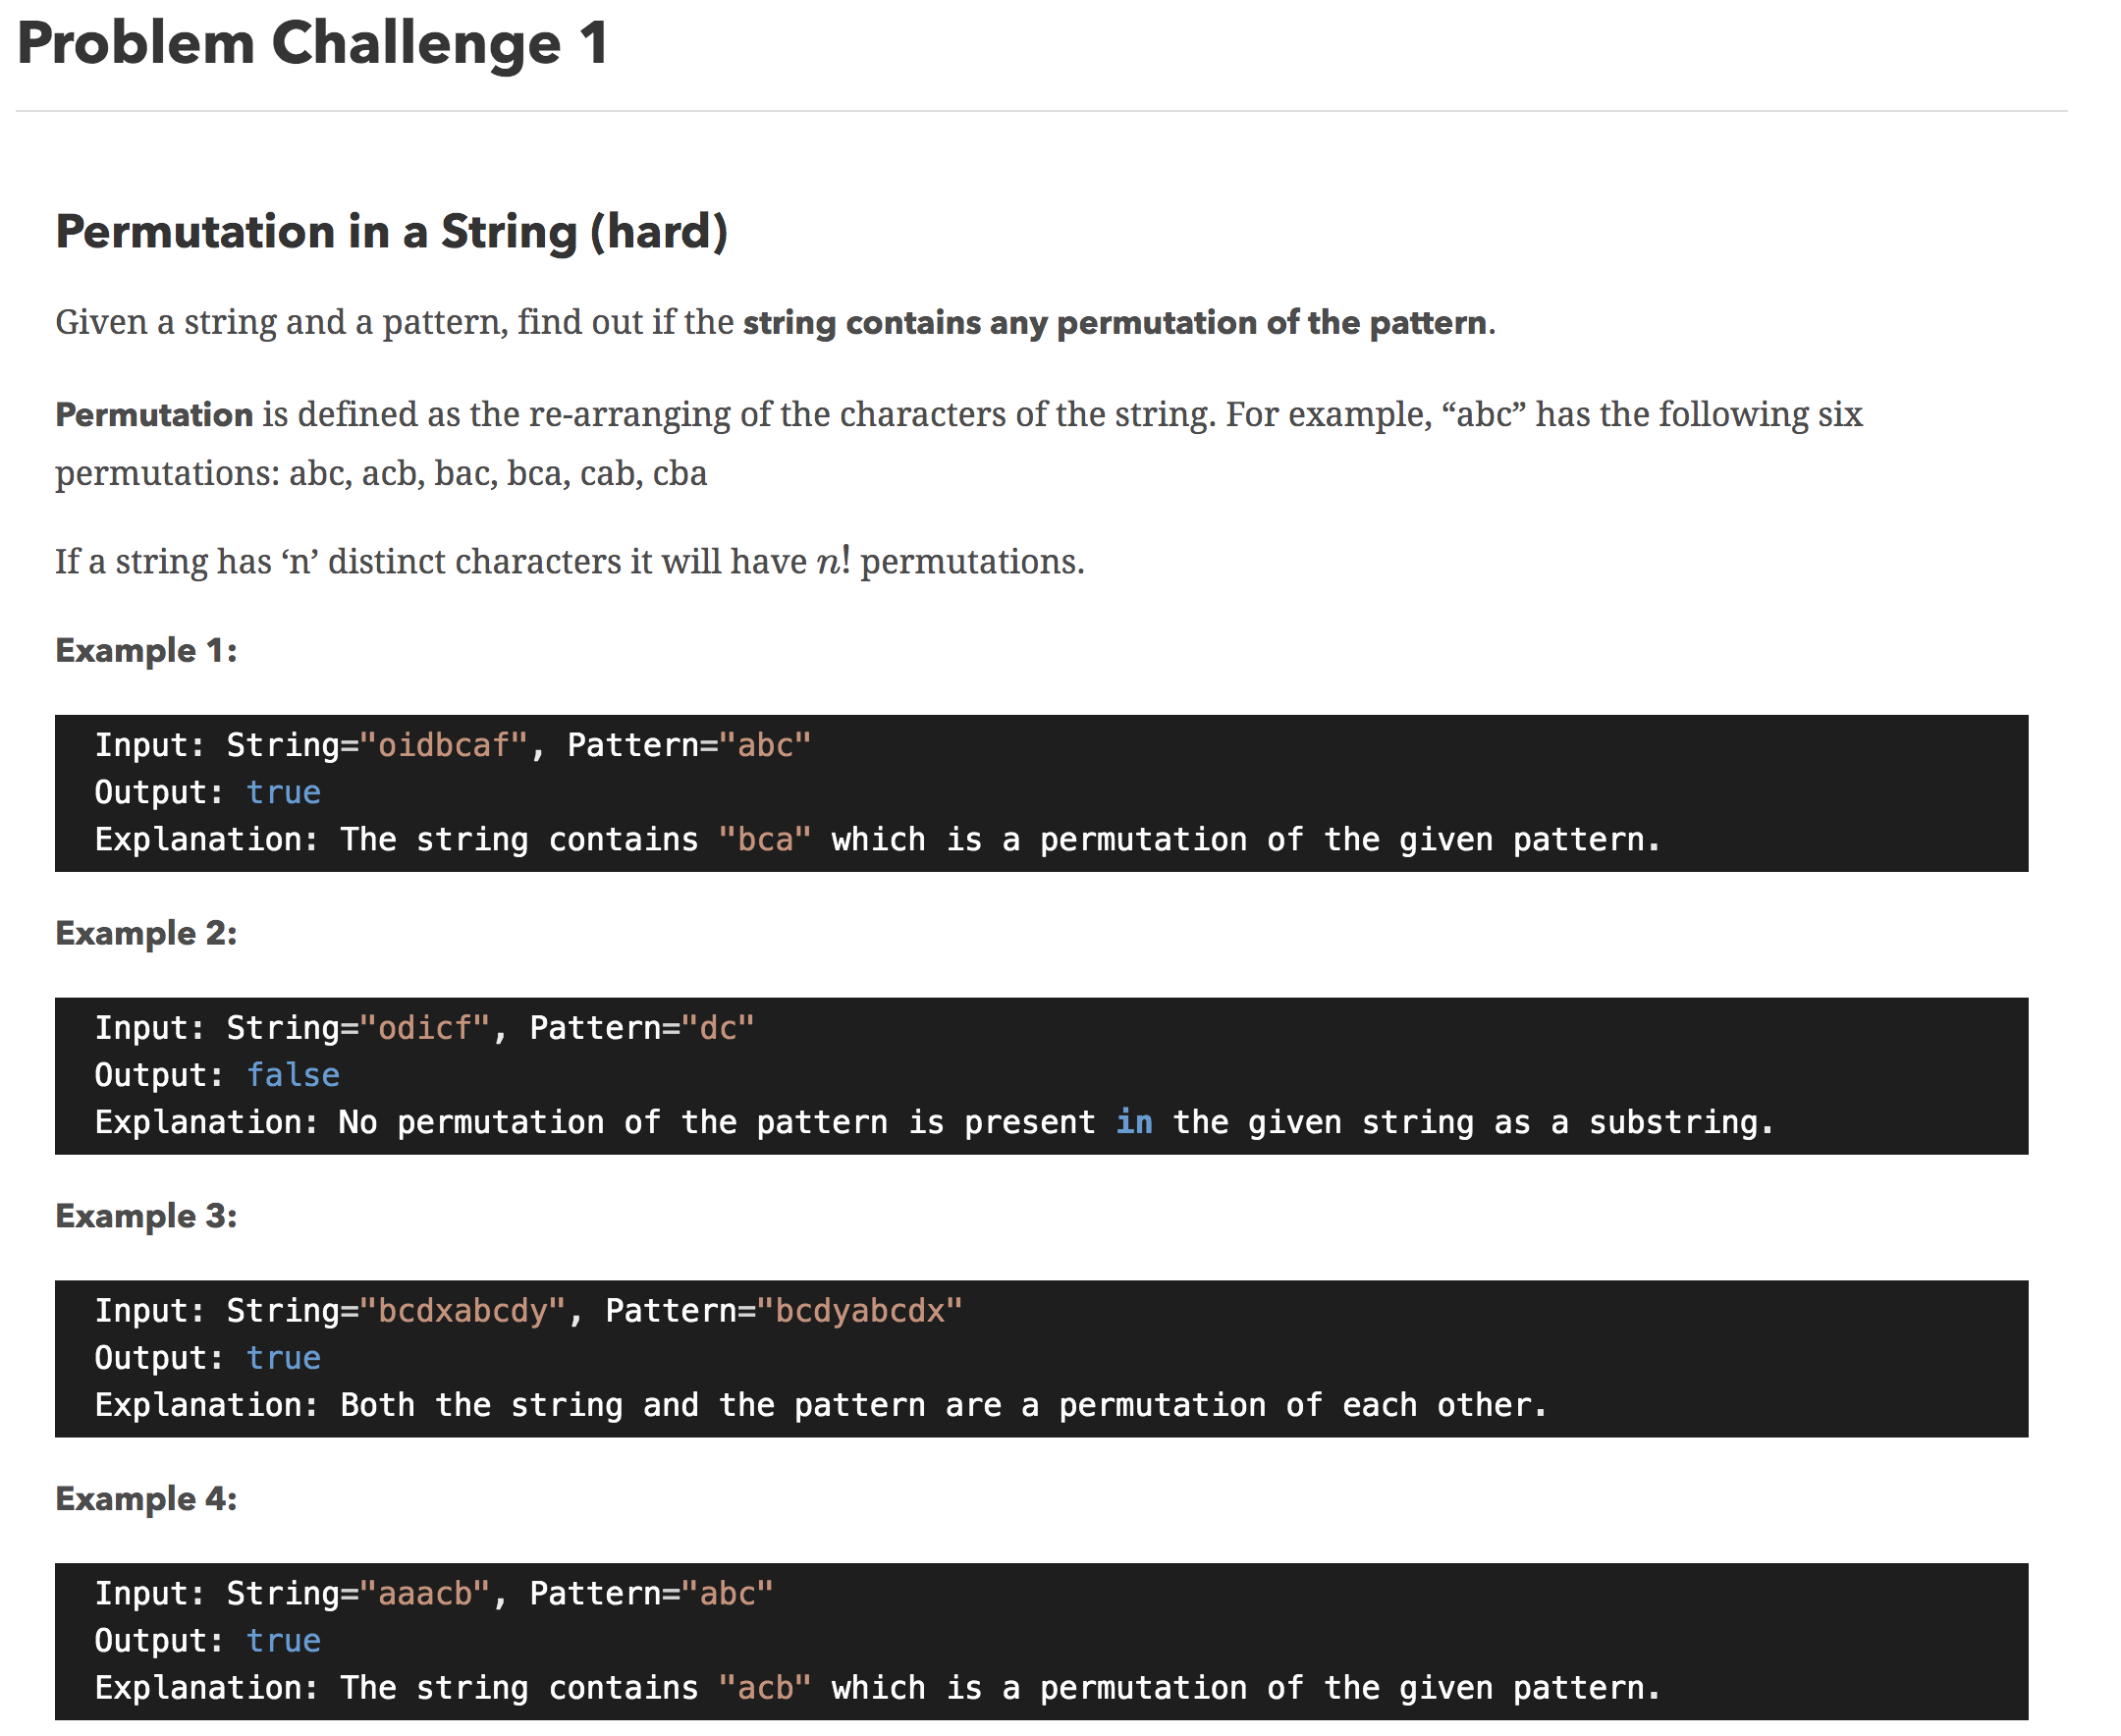 Problem Challenge 1
Permutation in a String (hard)
Given a string and a pattern, find out if the string contains any permutation of the pattern.
Permutation is defined as the re-arranging of the characters of the string. For example, “abc” has the following six
permutations: abc, acb, bac, bca, cab, cba
If a string has ‘n’ distinct characters it will have n! permutations.
Example 1:
Input: String="oidbcaf", Pattern="abc"
Output: true
Explanation: The string contains "bca" which is a permutation of the given pattern.
Example 2:
Input: String="odicf", Pattern="dc"
Output: false
Explanation: No permutation of the pattern is present in the given string as a substring.
Example 3:
Input: String="bcdxabcdy", Pattern="bcdyabcdx"
Output: true
Explanation: Both the string and the pattern are a permutation of each other.
Example 4:
Input: String="aaacb", Pattern="abc"
Output: true
Explanation: The string contains "acb" which is a permutation of the given pattern.